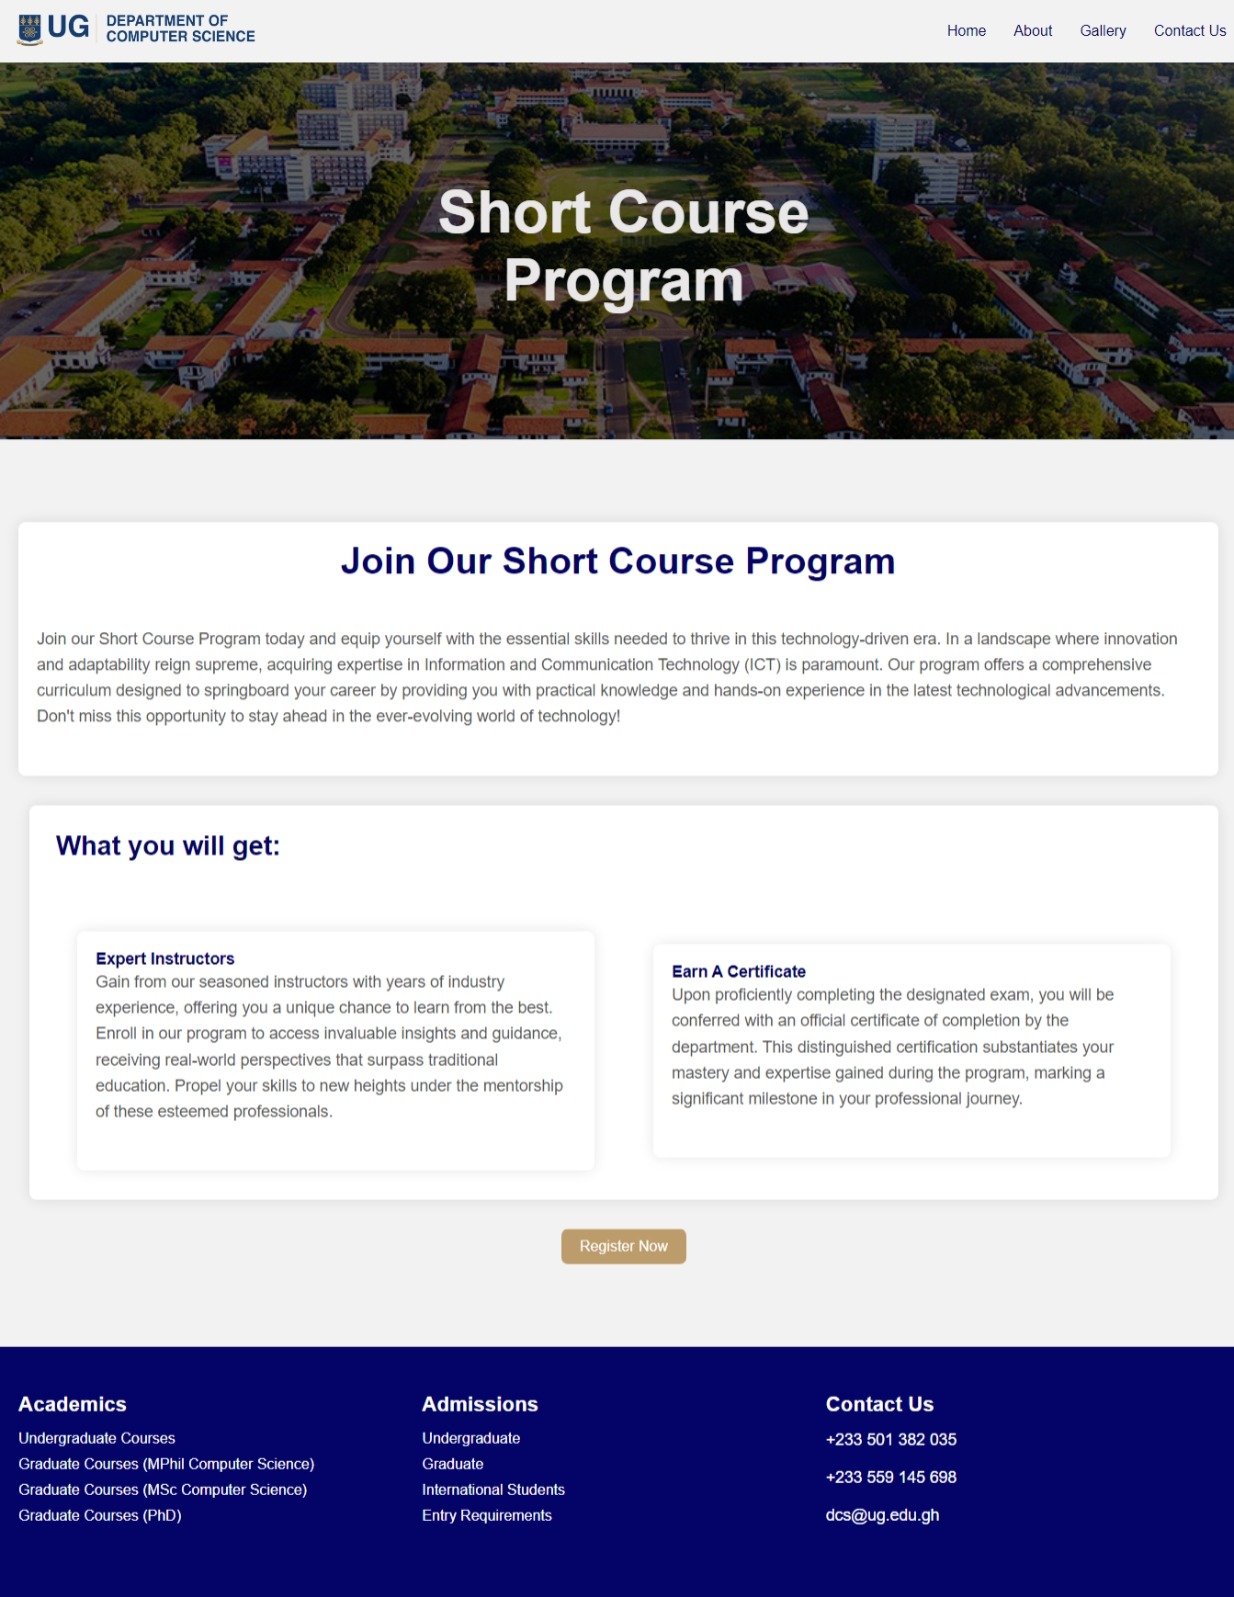 UG
DEPARTMENT OF
COMPUTER SCIENCE
Home About Gallery Contact Us
Short Course
Program
Join Our Short Course Program
Join our Short Course Program today and equip yourself with the essential skills needed to thrive in this technology-driven era. In a landscape where innovation
and adaptability reign supreme, acquiring expertise in Information and Communication Technology (ICT) is paramount. Our program offers a comprehensive
curriculum designed to springboard your career by providing you with practical knowledge and hands-on experience in the latest technological advancements.
Don't miss this opportunity to stay ahead in the ever-evolving world of technology!
What you will get:
Expert Instructors
Gain from our seasoned instructors with years of industry
experience, offering you a unique chance to learn from the best.
Enroll in our program to access invaluable insights and guidance,
receiving real-world perspectives that surpass traditional
education. Propel your skills to new heights under the mentorship
of these esteemed professionals.
Earn A Certificate
Upon proficiently completing the designated exam, you will be
conferred with an official certificate of completion by the
department. This distinguished certification substantiates your
mastery and expertise gained during the program, marking a
significant milestone in your professional journey.
Register Now
Academics
Undergraduate Courses
Graduate Courses (MPhil Computer Science)
Graduate Courses (MSc Computer Science)
Graduate Courses (PhD)
Admissions
Undergraduate
Graduate
International Students
Entry Requirements
Contact Us
+233 501 382 035
+233 559 145 698
dcs@ug.edu.gh